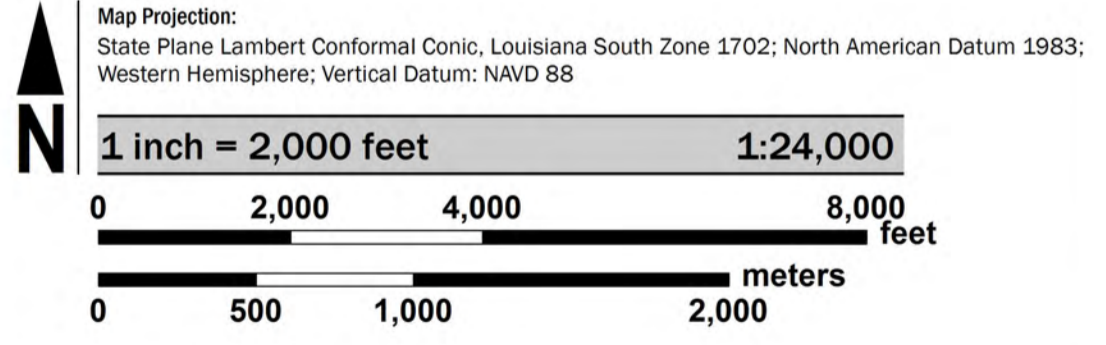 Map Projection:
State Plane Lambert Conformal Conic, Louisiana South Zone 1702; North American Datum 1983;
Western Hemisphere; Vertical Datum: NAVD 88
N
1 inch = 2,000 feet 1:24,000
0 2,000 4,000 8,000
feet
meters
0 500 1,000 2,000